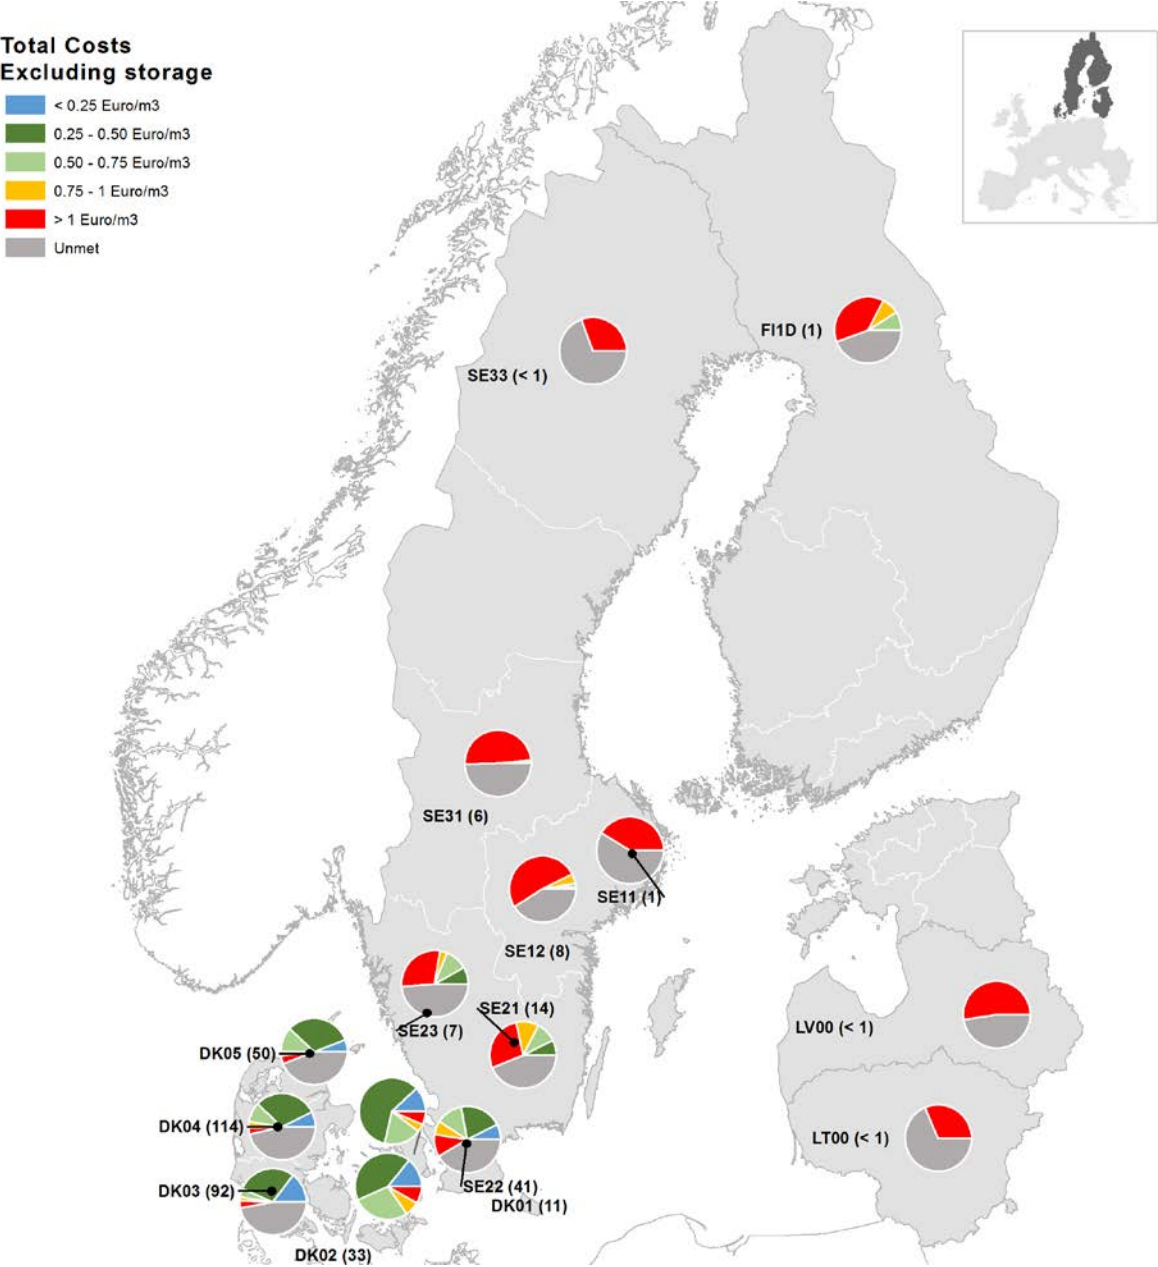 Total Costs
Excluding storage
< 0.25 Euro/m3
0.25 - 0.50 Euro/m3
0.50 - 0.75 Euro/m3
0.75 - 1 Euro/m3
> 1 Euro/m3
Unmet
FI1D (1)
SE33 (< 1)
SE31 (6)
SE11 (1)
SE12 (8)
SE21 (14)
SE23 (7)
LV00 (< 1)
DK05 (50)
DK04 (114)
LT00 (< 1)
DK03 (92)
SE22 (41)
DK01 (11)
DK02 (33)